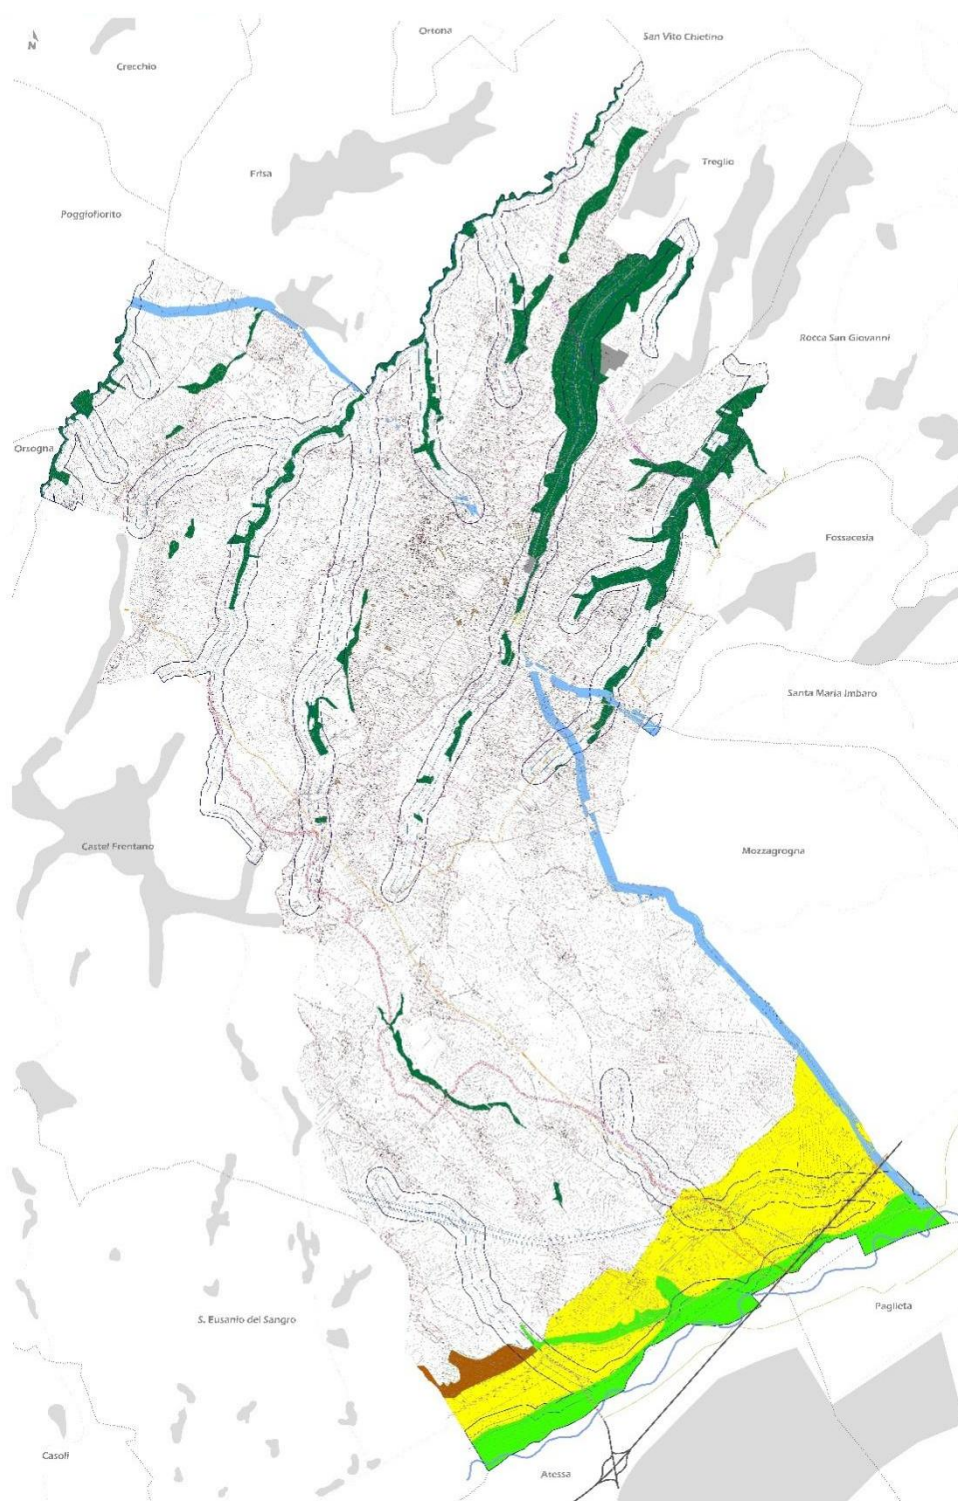 Ortona
San Vito Chietino
N
Crecchio
Treglio
Frisa
Poggiofiorito
Rocca San Giovanni
Orsogna
Fossacesia
Santa Maria Imbaro
Castel Frentano
Mozzagrogna
Paglieta
S. Eusanio del Sangro
Casoli
Atessa